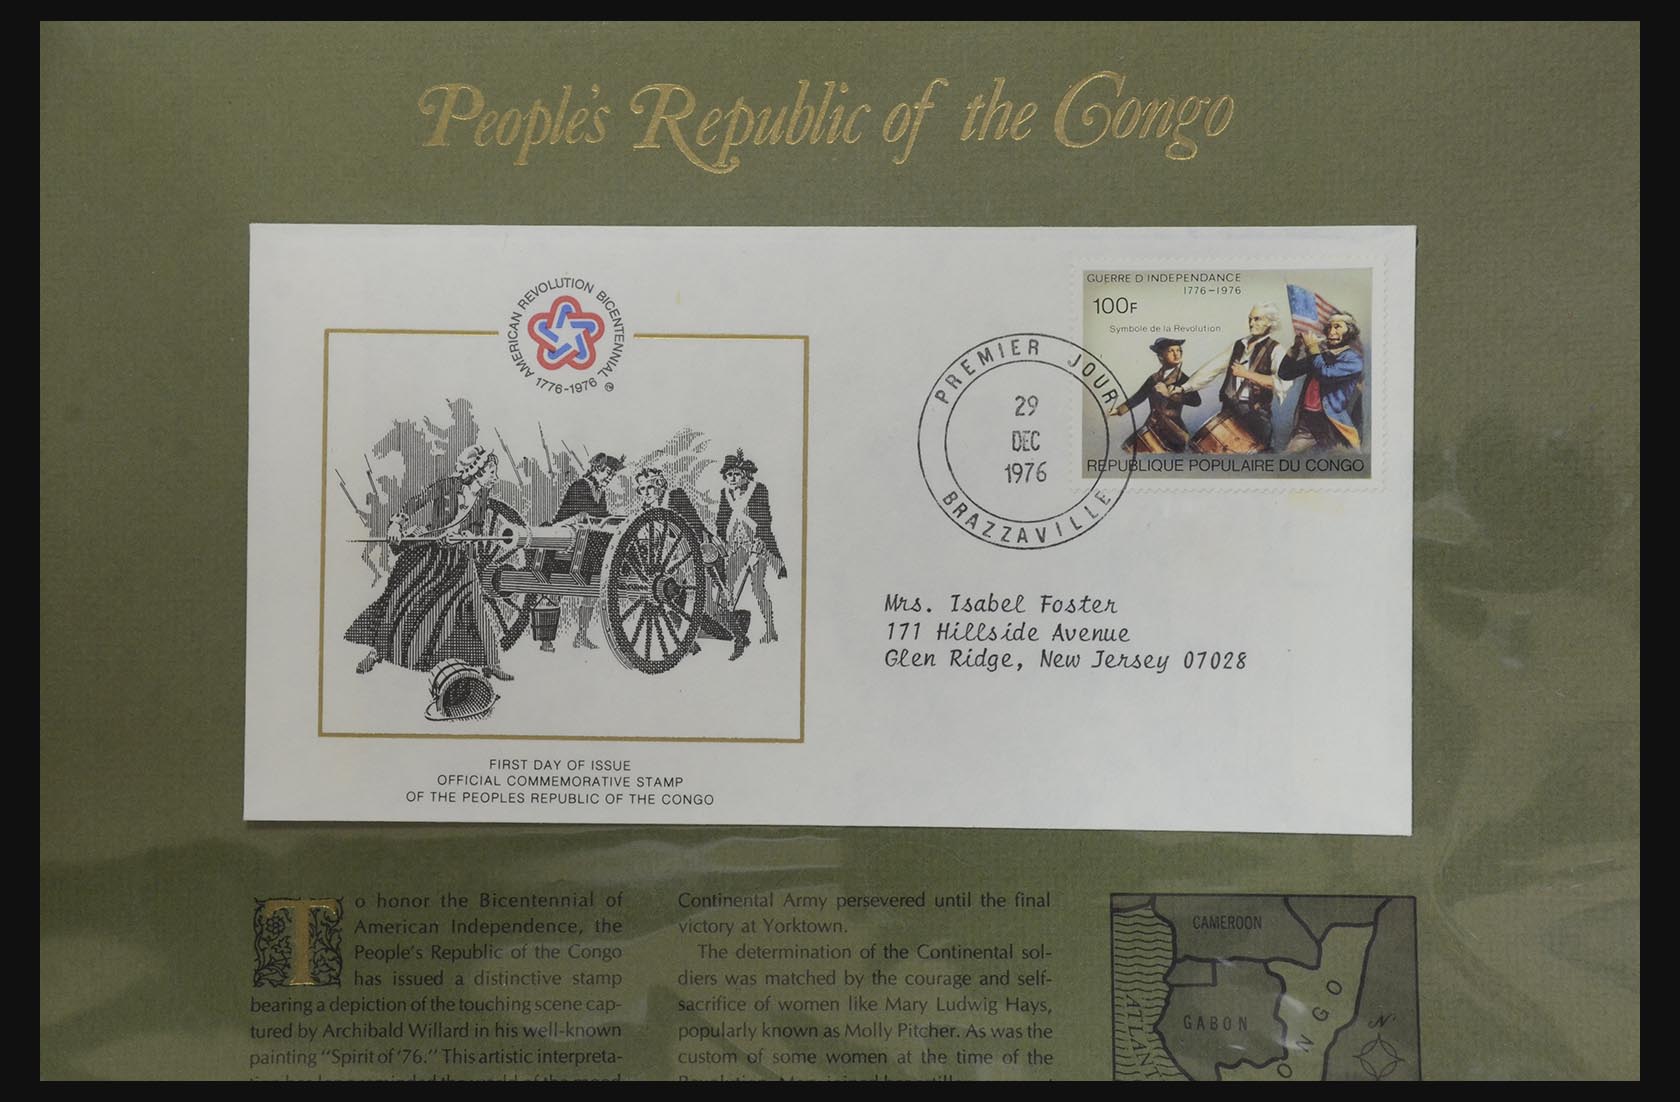 People's Republic of the Congo
AMERICAN REVOLUTION BICENTENNIAL
1776-1976
GUERRE D INDEPENDANCE
1776-1976
100F
Symbole de la Révolution
REPUBLIQUE POPULAIRE DU CONGO
PREMIER JOUR
29
DEC
1976
BRAZZAVILLE
Mrs. Isabel Foster
171 Hillside Avenue
Glen Ridge, New Jersey 07028
FIRST DAY OF ISSUE
OFFICIAL COMMEMORATIVE STAMP
OF THE PEOPLES REPUBLIC OF THE CONGO
To honor the Bicentennial of
American Independence, the
People's Republic of the Congo
has issued a distinctive stamp
bearing a depiction of the touching scene cap-
tured by Archibald Willard in his well-known
painting "Spirit of '76." This artistic interpreta-
Continental Army persevered until the final
victory at Yorktown.
The determination of the Continental sol-
diers was matched by the courage and self-
sacrifice of women like Mary Ludwig Hays,
popularly known as Molly Pitcher. As was the
custom of some women at the time of the
CAMEROON
GABON
ONGO
N
ATLANT